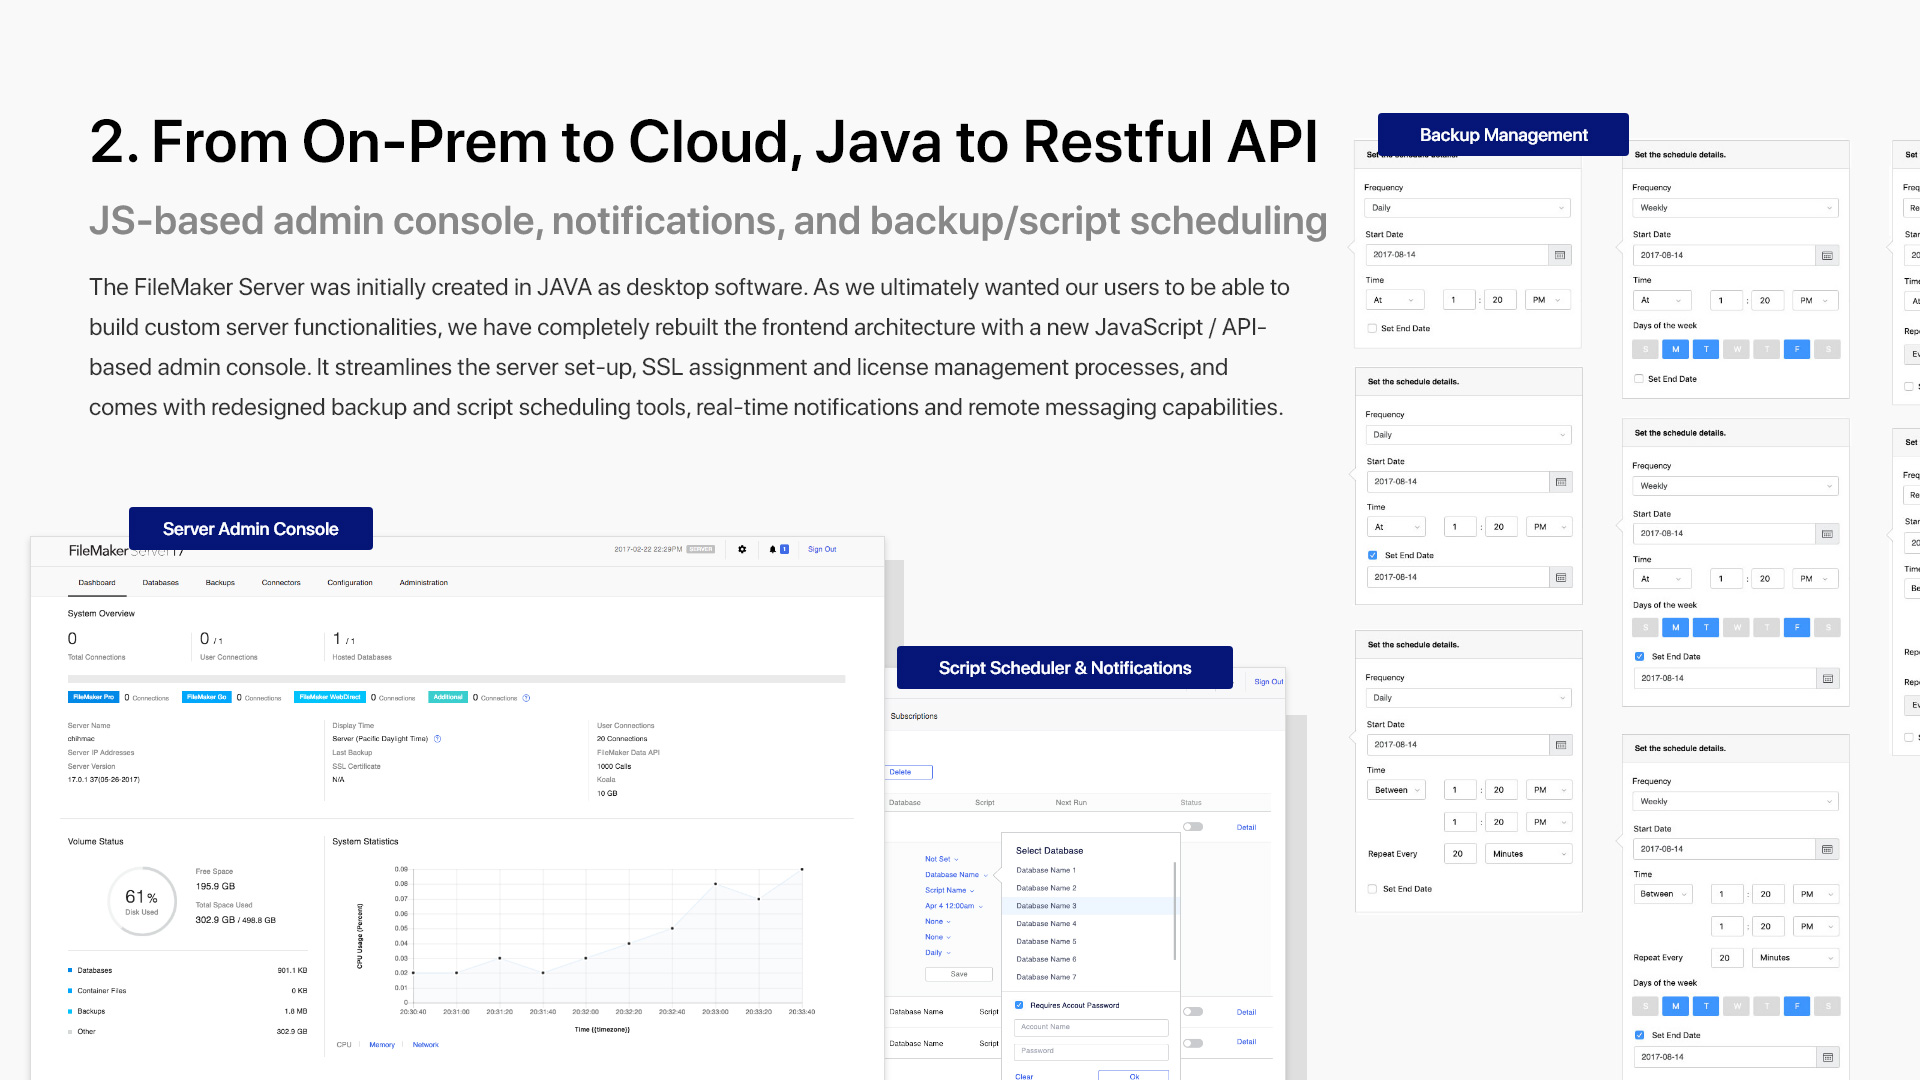 2. From On-Prem to Cloud, Java to Restful API
JS-based admin console, notifications, and backup/script scheduling
The FileMaker Server was initially created in JAVA as desktop software. As we ultimately wanted our users to be able to
build custom server functionalities, we have completely rebuilt the frontend architecture with a new JavaScript / API-
based admin console. It streamlines the server set-up, SSL assignment and license management processes, and
comes with redesigned backup and script scheduling tools, real-time notifications and remote messaging capabilities.
Server Admin Console
FileMaker Server 17
2017-02-22 22:29PM SERVER 1 Sign Out
Dashboard Databases Backups Connectors Configuration Administration
System Overview
0 0 / 1 1 / 1
Total Connections User Connections Hosted Databases
FileMaker Pro 0 Connections FileMaker Go 0 Connections FileMaker WebDirect 0 Connections Additional 0 Connections ?
Server Name
chihmac
Server IP Addresses
Server Version
17.0.1 37(05-26-2017)
Display Time
Server (Pacific Daylight Time) ?
Last Backup
SSL Certificate
N/A
User Connections
20 Connections
FileMaker Data API
1000 Calls
Koala
10 GB
Volume Status
61%
Disk Used
Free Space
195.9 GB
Total Space Used
302.9 GB / 498.8 GB
Databases 901.1 KB
Container Files 0 KB
Backups 1.8 MB
Other 302.9 GB
System Statistics
CPU Usage (Percent)
0.09
0.08
0.07
0.06
0.05
0.04
0.03
0.02
0.01
0
20:30:40 20:31:00 20:31:20 20:31:40 20:32:00 20:32:20 20:32:40 20:33:00 20:33:20 20:33:40
Time {{timezone}}
CPU Memory Network
Script Scheduler & Notifications
Sign Out
Subscriptions
Delete
Database Script Next Run Status
Detail
Not Set
Database Name
Script Name
Apr 4 12:00am
None
None
Daily
Save
Select Database
Database Name 1
Database Name 2
Database Name 3
Database Name 4
Database Name 5
Database Name 6
Database Name 7
Requires Accout Password
Account Name
Password
Clear Ok
Database Name Script Detail
Database Name Script Detail
Backup Management
Set the schedule details.
Frequency
Daily
Start Date
2017-08-14
Time
At 1 : 20 PM
Set End Date
Set the schedule details.
Frequency
Daily
Start Date
2017-08-14
Time
At 1 : 20 PM
Set End Date
2017-08-14
Set the schedule details.
Frequency
Daily
Start Date
2017-08-14
Time
Between 1 : 20 PM
1 : 20 PM
Repeat Every 20 Minutes
Set End Date
Set the schedule details.
Frequency
Weekly
Start Date
2017-08-14
Time
At 1 : 20 PM
Days of the week
S M T W T F S
Set End Date
Set the schedule details.
Frequency
Weekly
Start Date
2017-08-14
Time
At 1 : 20 PM
Days of the week
S M T W T F S
Set End Date
2017-08-14
Set the schedule details.
Frequency
Weekly
Start Date
2017-08-14
Time
Between 1 : 20 PM
1 : 20 PM
Repeat Every 20 Minutes
Days of the week
S M T W T F S
Set End Date
2017-08-14
Set
Set